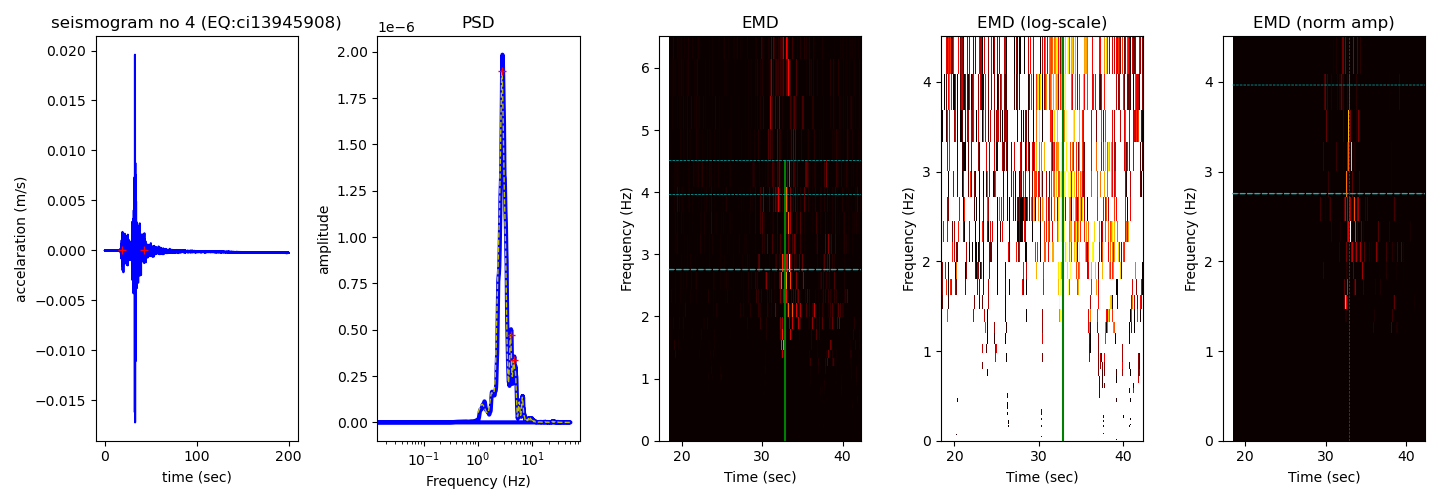 seismogram no 4 (EQ:ci13945908)
accelaration (m/s)
0.020
0.015
0.010
0.005
0.000
−0.005
−0.010
−0.015
0 100 200
time (sec)
PSD
1e−6
amplitude
2.00
1.75
1.50
1.25
1.00
0.75
0.50
0.25
0.00
10⁻¹ 10⁰ 10¹
Frequency (Hz)
EMD
Frequency (Hz)
6
5
4
3
2
1
0
20 30 40
Time (sec)
EMD (log-scale)
Frequency (Hz)
4
3
2
1
0
20 30 40
Time (sec)
EMD (norm amp)
Frequency (Hz)
4
3
2
1
0
20 30 40
Time (sec)